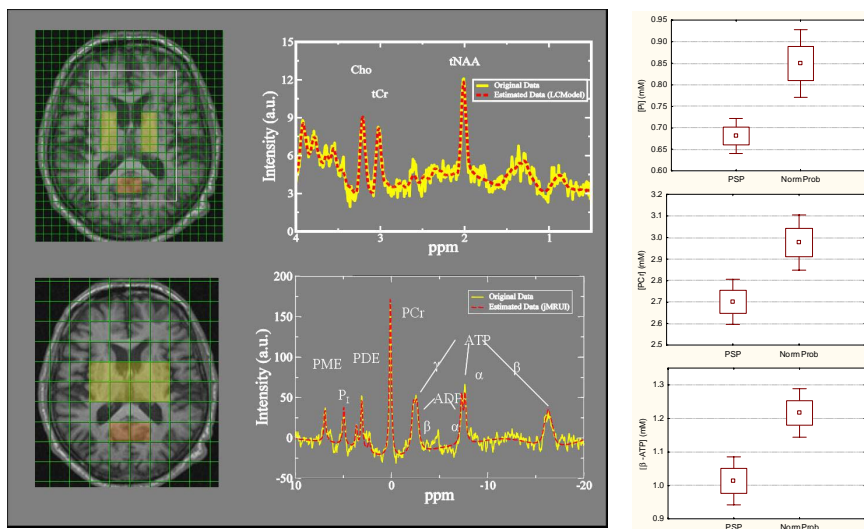 15
12
9
6
3
0
Intensity (a.u.)
Cho
tCr
tNAA
Original Data
Estimated Data (LCModel)
4 3 2 1
ppm
200
150
100
50
0
-50
Intensity (a.u.)
PME
P_I
PDE
PCr
Original Data
Estimated Data (jMRUI)
ATP
γ α β
ADP
β α
10 0 -10 -20
ppm
0.95
0.90
0.85
0.80
0.75
0.70
0.65
0.60
[Pi] (mM)
PSP NormProb
3.2
3.1
3.0
2.9
2.8
2.7
2.6
2.5
[PCr] (mM)
PSP NormProb
1.3
1.2
1.1
1.0
0.9
[β-ATP] (mM)
PSP NormProb